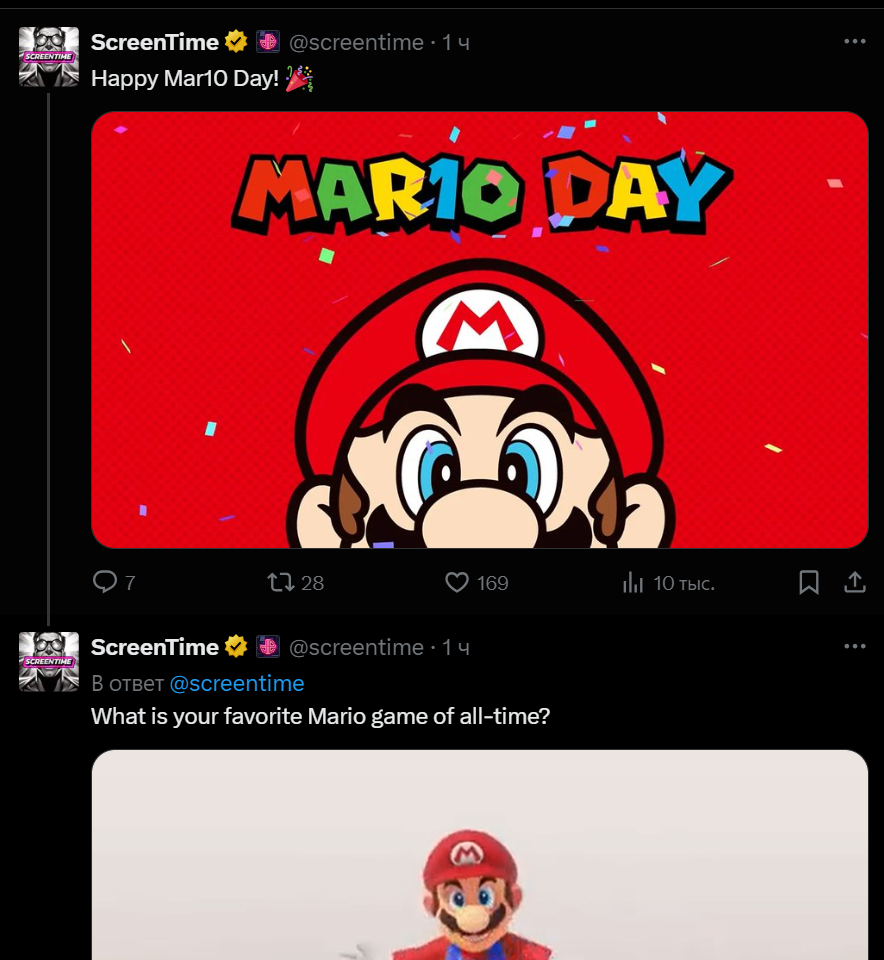 ScreenTime @screentime · 1 ч
Happy Mar10 Day! 🎉
MAR10 DAY
M
7 28 169 10 тыс.
ScreenTime @screentime · 1 ч
В ответ @screentime
What is your favorite Mario game of all-time?
M
SCREENTIME
SCREENTIME